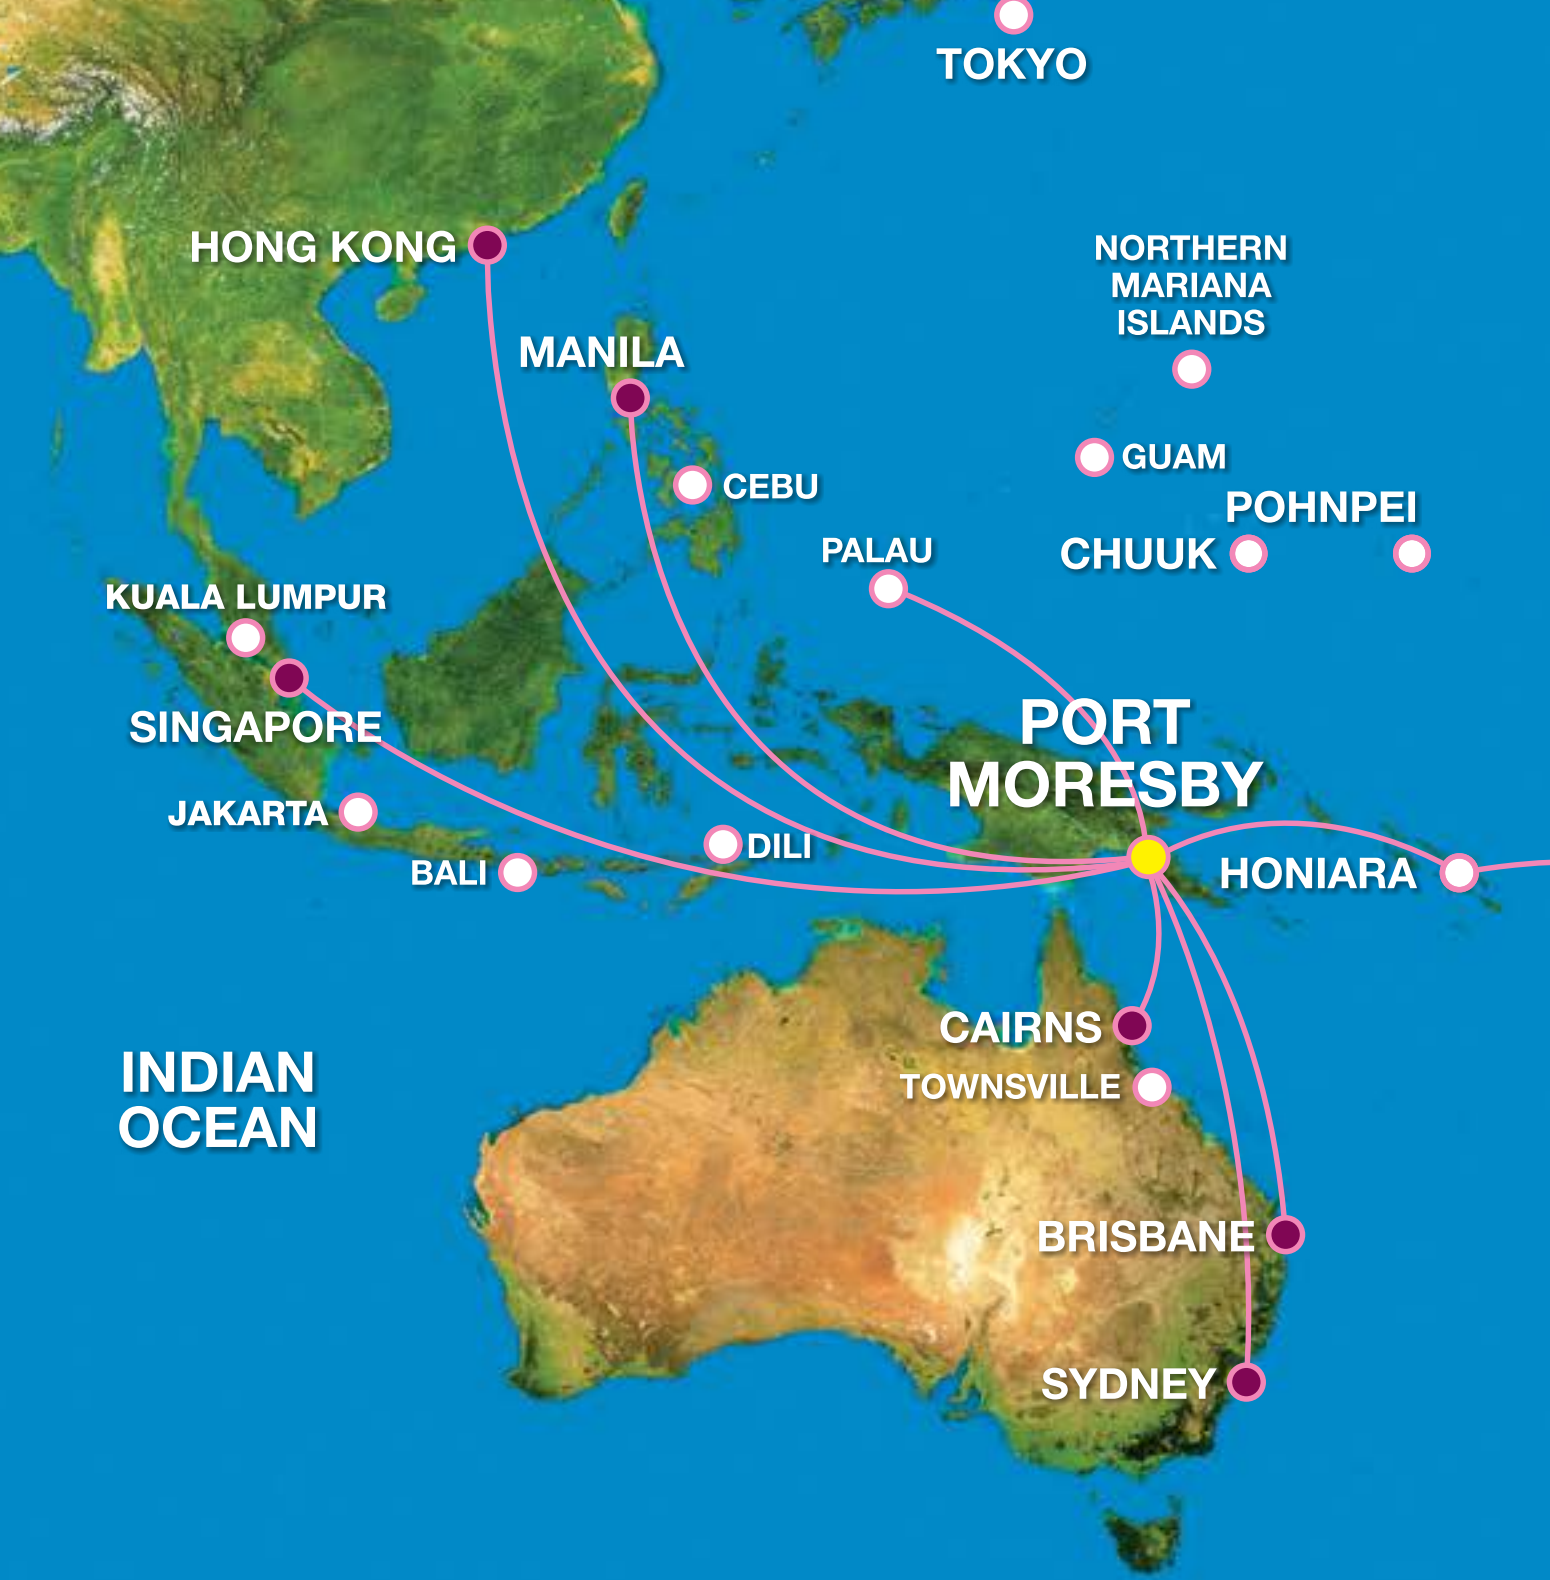 TOKYO
HONG KONG
NORTHERN
MARIANA
ISLANDS
MANILA
GUAM
CEBU
POHNPEI
PALAU
CHUUK
KUALA LUMPUR
SINGAPORE
PORT
MORESBY
JAKARTA
DILI
BALI
HONIARA
CAIRNS
INDIAN
OCEAN
TOWNSVILLE
BRISBANE
SYDNEY